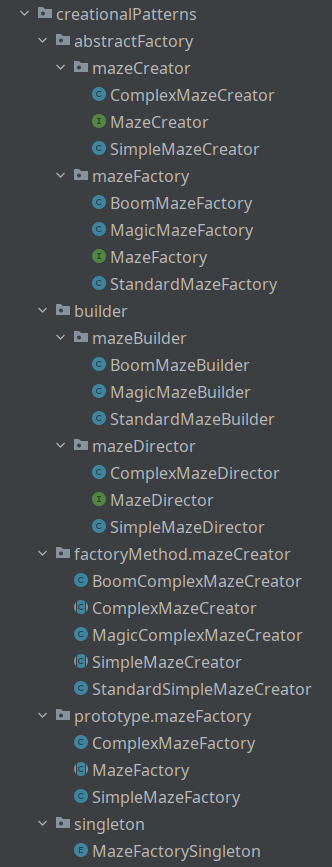 creationalPatterns
abstractFactory
mazeCreator
ComplexMazeCreator
MazeCreator
SimpleMazeCreator
mazeFactory
BoomMazeFactory
MagicMazeFactory
MazeFactory
StandardMazeFactory
builder
mazeBuilder
BoomMazeBuilder
MagicMazeBuilder
StandardMazeBuilder
mazeDirector
ComplexMazeDirector
MazeDirector
SimpleMazeDirector
factoryMethod.mazeCreator
BoomComplexMazeCreator
ComplexMazeCreator
MagicComplexMazeCreator
SimpleMazeCreator
StandardSimpleMazeCreator
prototype.mazeFactory
ComplexMazeFactory
MazeFactory
SimpleMazeFactory
singleton
MazeFactorySingleton